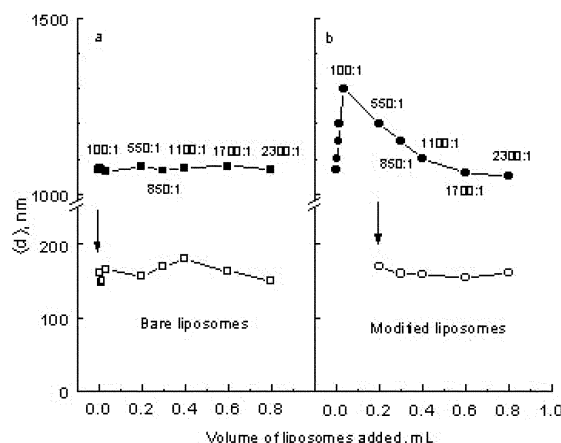 1500
a
b
100:1
550:1
100:1 550:1 1100:1 1700:1 2300:1
1100:1
2300:1
850:1
850:1
1700:1
1000
⟨d⟩, nm
200
100
0
Bare liposomes
Modified liposomes
0.0 0.2 0.4 0.6 0.8 0.0 0.2 0.4 0.6 0.8 1.0
Volume of liposomes added, mL